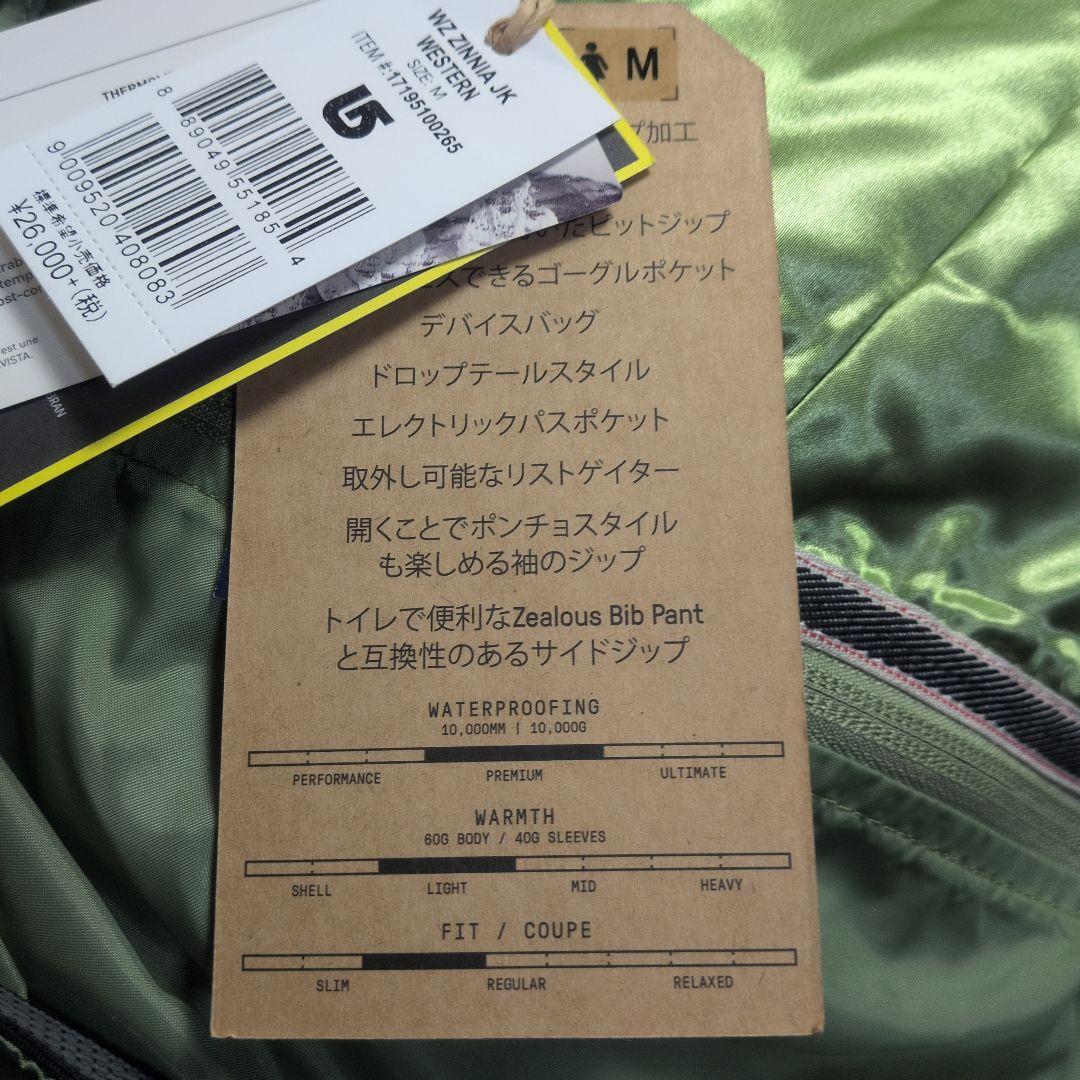 WZ ZINNIA JK
WESTERN
SIZE: M
ITEM #:17195100265
8 89049 55185 4
9 009520 408083
標準希望小売価格
¥26,000+(税)
M
プ加工
いたピットジップ
できるゴーグルポケット
デバイスバッグ
ドロップテールスタイル
エレクトリックパスポケット
取外し可能なリストゲイター
開くことでポンチョスタイル
も楽しめる袖のジップ
トイレで便利なZealous Bib Pant
と互換性のあるサイドジップ
WATERPROOFING
10,000MM | 10,000G
PERFORMANCE PREMIUM ULTIMATE
WARMTH
60G BODY / 40G SLEEVES
SHELL LIGHT MID HEAVY
FIT / COUPE
SLIM REGULAR RELAXED